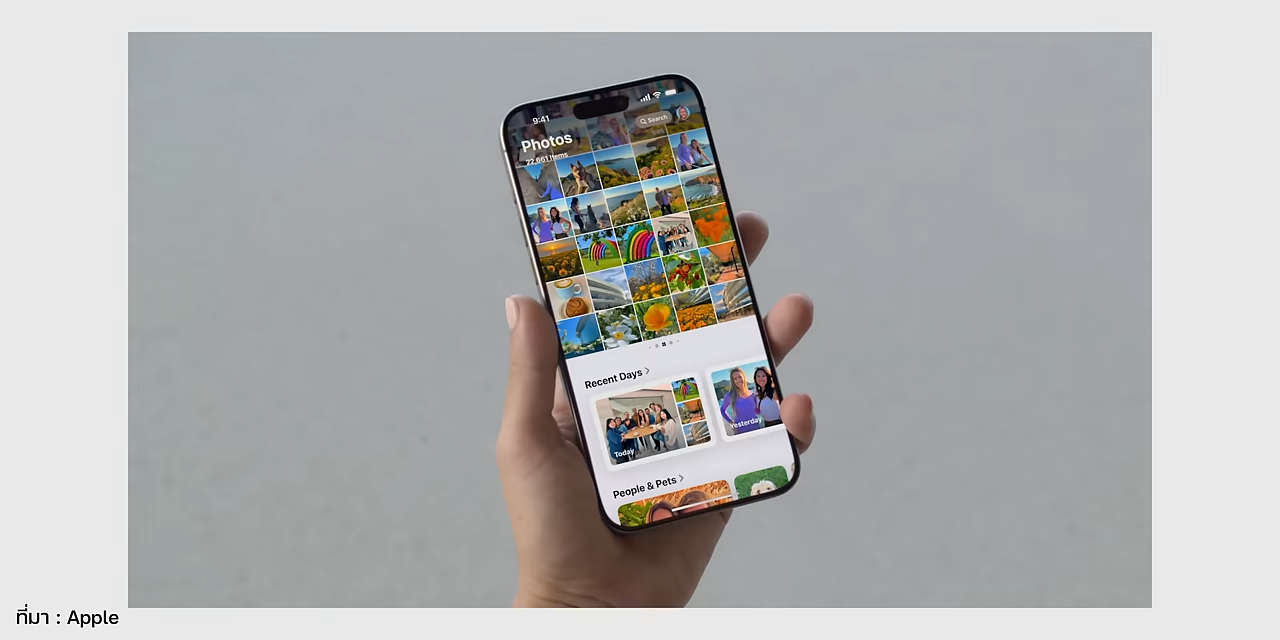 9:41
Search
Photos
22,661 Items
Recent Days
Today
Yesterday
People & Pets
ที่มา : Apple